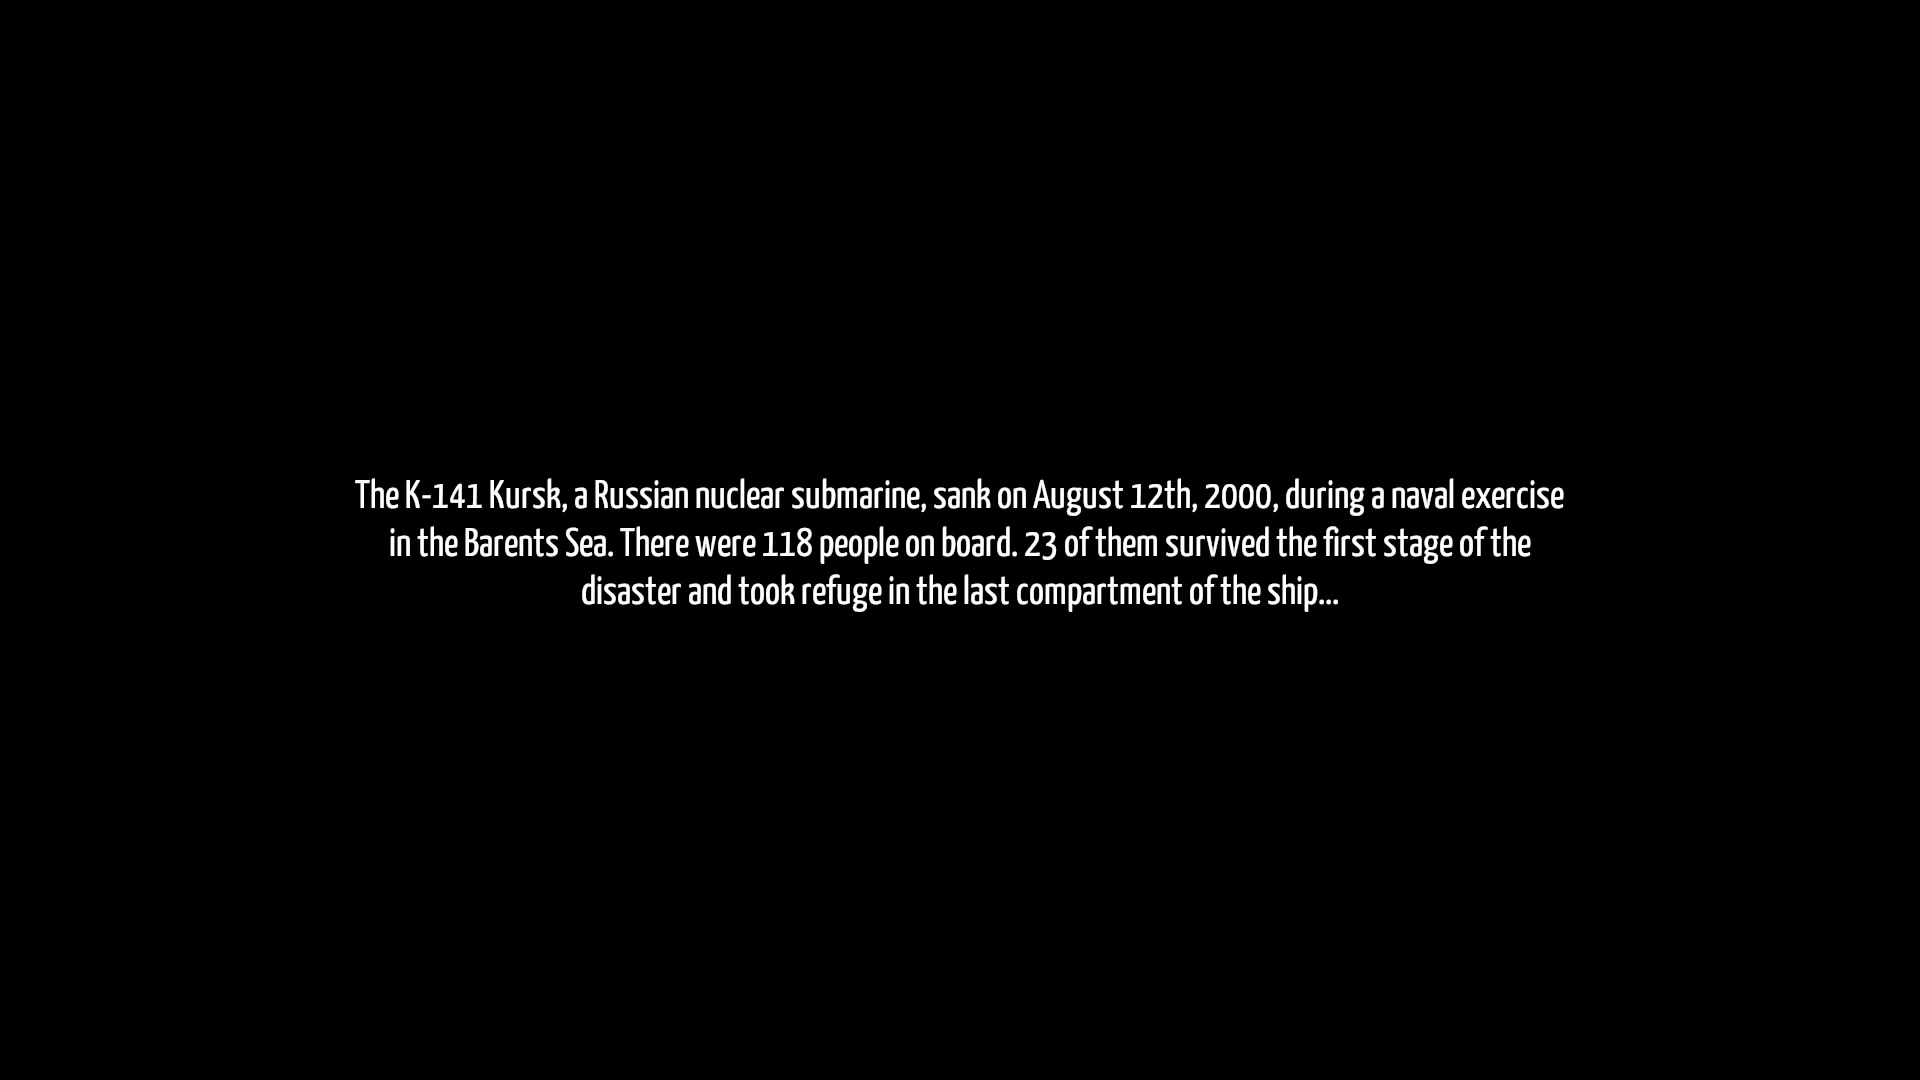 The K-141 Kursk, a Russian nuclear submarine, sank on August 12th, 2000, during a naval exercise
in the Barents Sea. There were 118 people on board. 23 of them survived the first stage of the
disaster and took refuge in the last compartment of the ship...